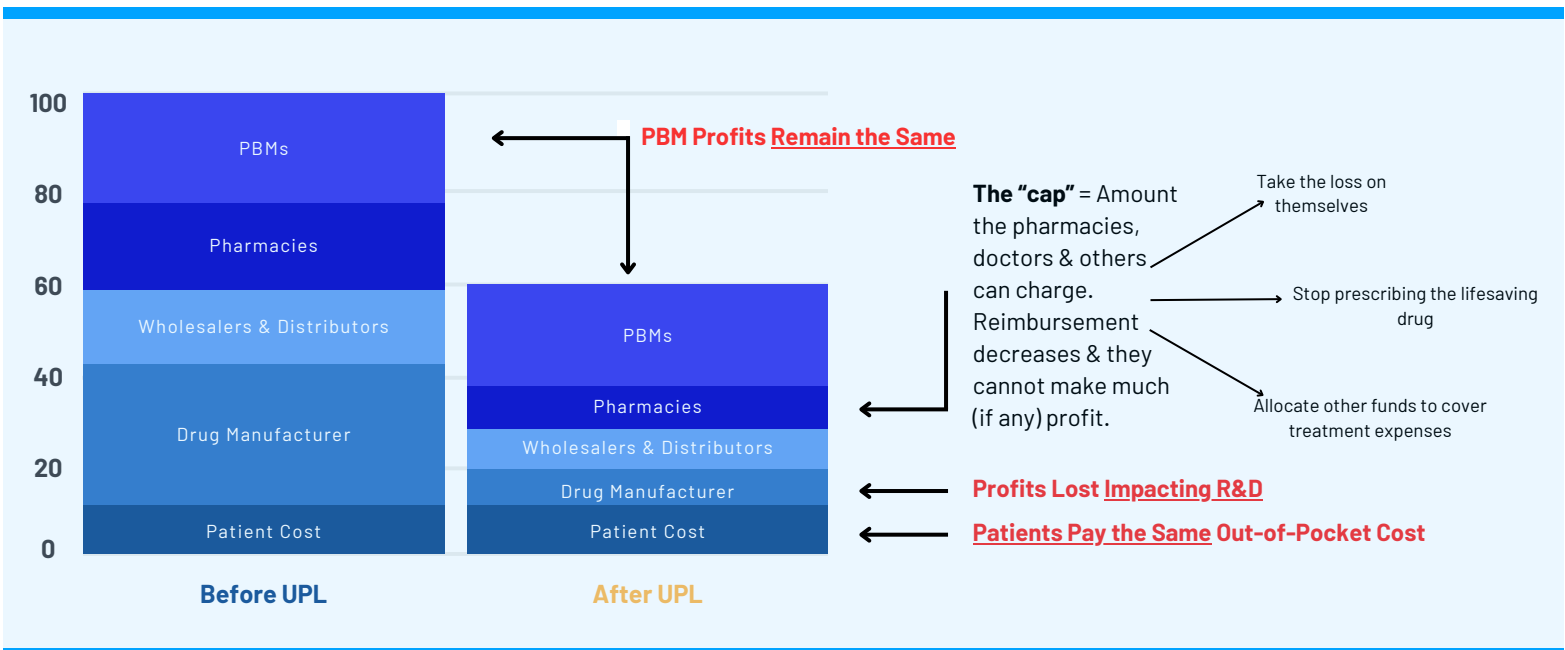 100
80
60
40
20
0
PBMs
Pharmacies
Wholesalers & Distributors
Drug Manufacturer
Patient Cost
Before UPL
PBMs
Pharmacies
Wholesalers & Distributors
Drug Manufacturer
Patient Cost
After UPL
PBM Profits Remain the Same
The “cap” = Amount
the pharmacies,
doctors & others
can charge.
Reimbursement
decreases & they
cannot make much
(if any) profit.
Take the loss on
themselves
Stop prescribing the lifesaving
drug
Allocate other funds to cover
treatment expenses
Profits Lost Impacting R&D
Patients Pay the Same Out-of-Pocket Cost